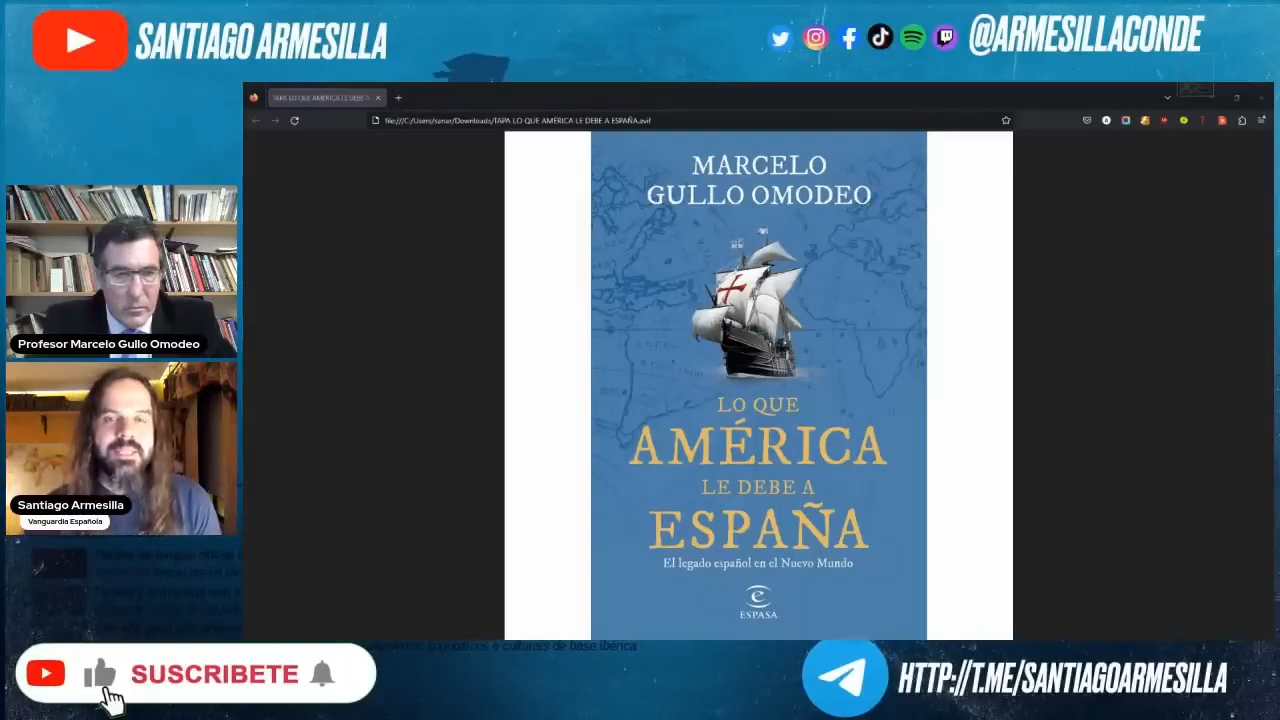 SANTIAGO ARMESILLA
@ARMESILLACONDE
TAPA LO QUE AMÉRICA LE DEBE A
file:///C:/Users/sanar/Downloads/TAPA LO QUE AMÉRICA LE DEBE A ESPAÑA.avif
MARCELO
GULLO OMODEO
LO QUE
AMÉRICA
LE DEBE A
ESPAÑA
El legado español en el Nuevo Mundo
e
ESPASA
Profesor Marcelo Gullo Omodeo
Santiago Armesilla
Vanguardia Española
culturais de base ibérica
SUSCRIBETE
HTTP://T.ME/SANTIAGOARMESILLA